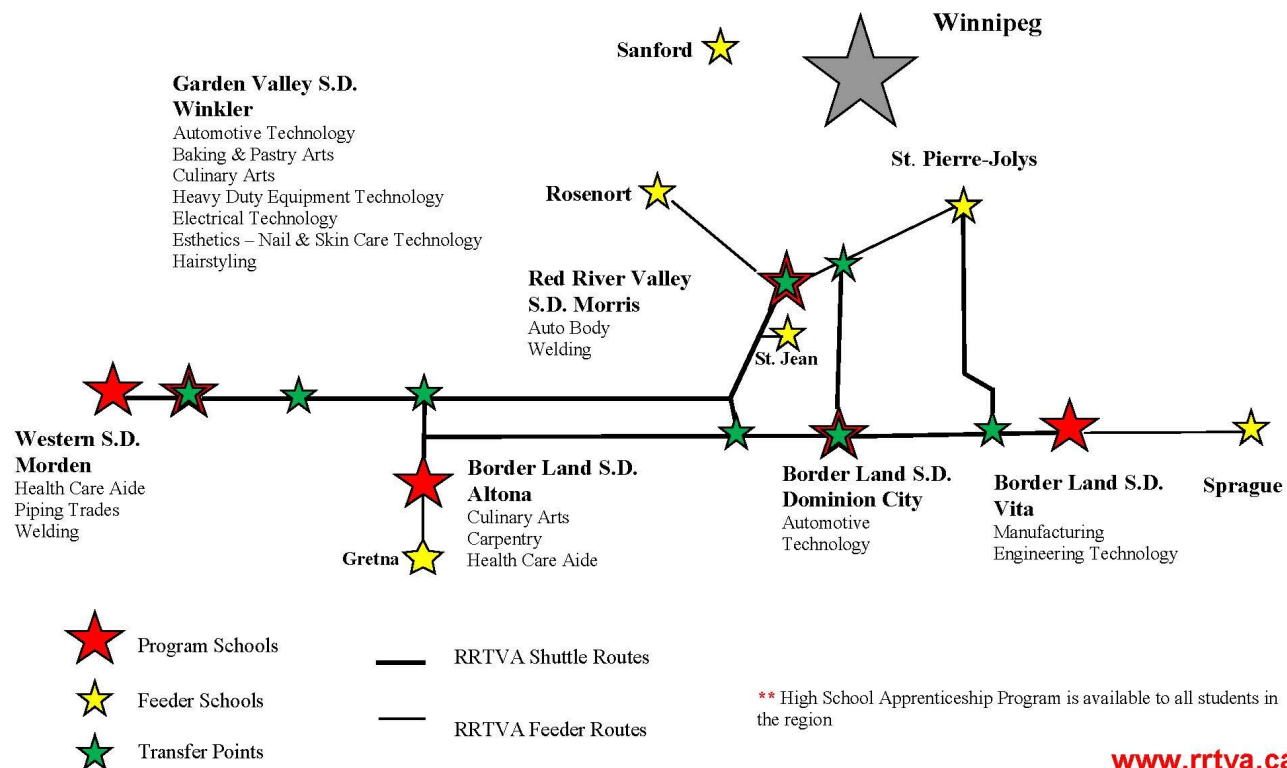 Winnipeg
Sanford
Garden Valley S.D.
Winkler
Automotive Technology
Baking & Pastry Arts
Culinary Arts
Heavy Duty Equipment Technology
Electrical Technology
Esthetics – Nail & Skin Care Technology
Hairstyling
St. Pierre-Jolys
Rosenort
Red River Valley
S.D. Morris
Auto Body
Welding
St. Jean
Western S.D.
Morden
Health Care Aide
Piping Trades
Welding
Border Land S.D.
Altona
Culinary Arts
Carpentry
Health Care Aide
Gretna
Border Land S.D.
Dominion City
Automotive
Technology
Border Land S.D.
Vita
Manufacturing
Engineering Technology
Sprague
Program Schools
Feeder Schools
Transfer Points
RRTVA Shuttle Routes
RRTVA Feeder Routes
** High School Apprenticeship Program is available to all students in
the region
www.rrtva.ca